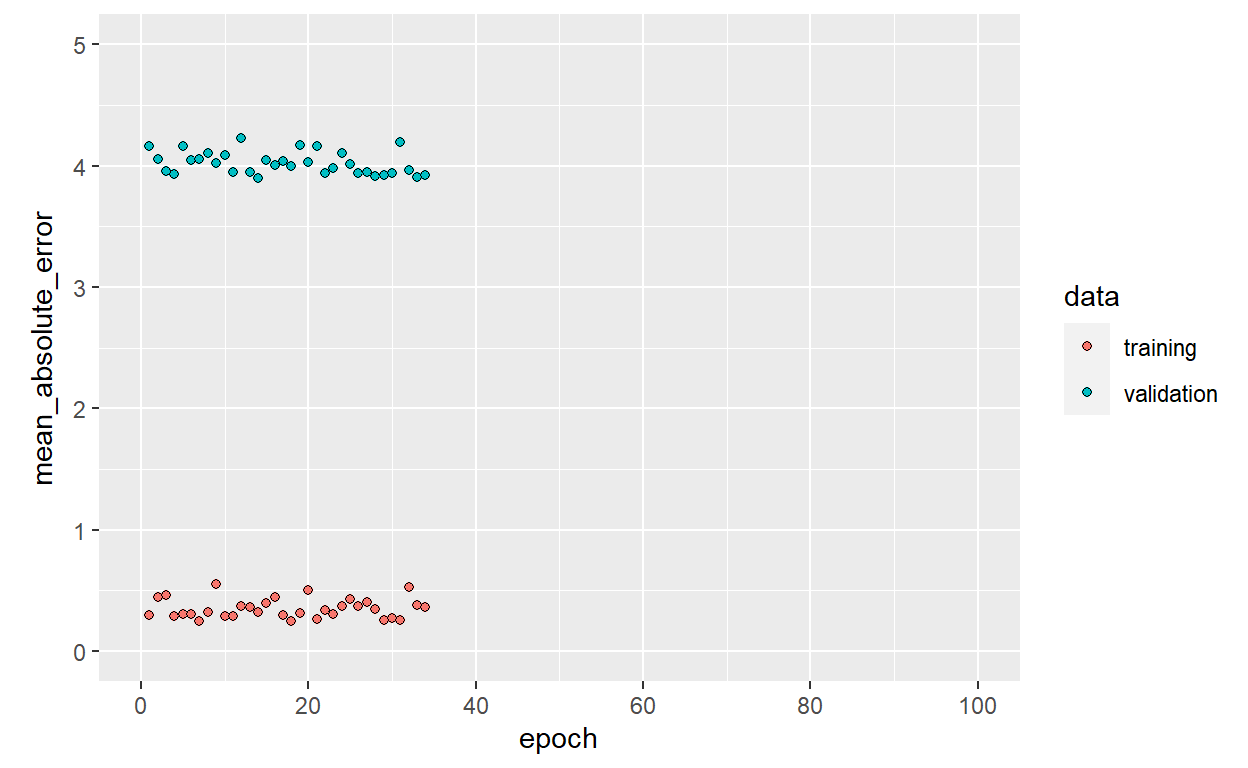 5
4
3
2
1
0
mean_absolute_error
0 20 40 60 80 100
epoch
data
training
validation